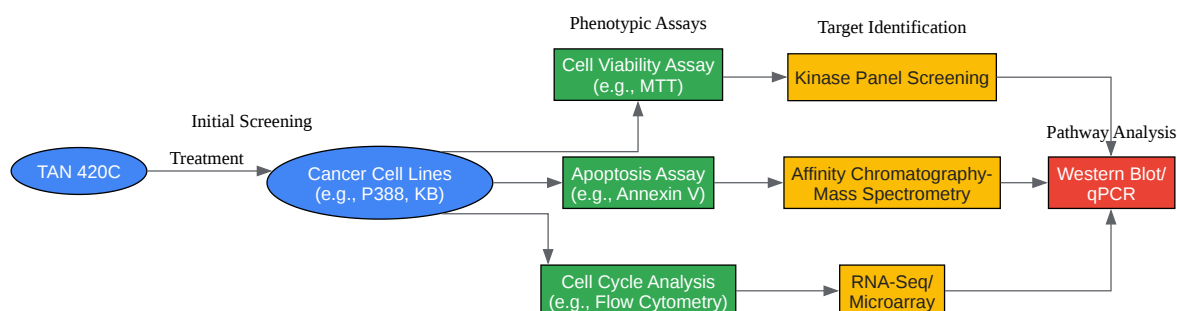 Phenotypic Assays
Target Identification
Cell Viability Assay
(e.g., MTT)
Kinase Panel Screening
Initial Screening
Pathway Analysis
Treatment
TAN 420C
Cancer Cell Lines
(e.g., P388, KB)
Apoptosis Assay
(e.g., Annexin V)
Affinity Chromatography-
Mass Spectrometry
Western Blot/
qPCR
Cell Cycle Analysis
(e.g., Flow Cytometry)
RNA-Seq/
Microarray